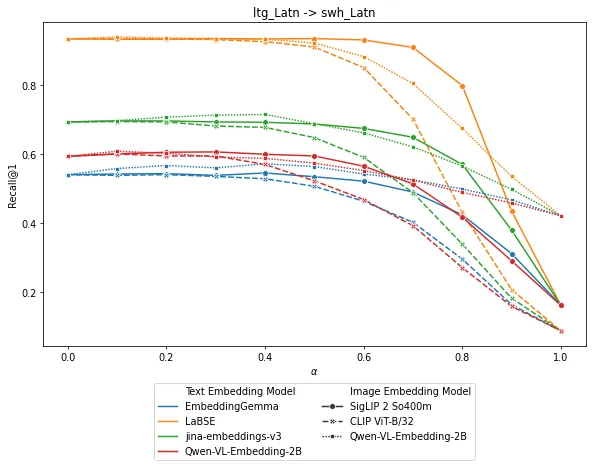 ltg_Latn -> swh_Latn
Recall@1
0.8
0.6
0.4
0.2
0.0 0.2 0.4 0.6 0.8 1.0
α
Text Embedding Model Image Embedding Model
EmbeddingGemma SigLIP 2 So400m
LaBSE CLIP ViT-B/32
jina-embeddings-v3 Qwen-VL-Embedding-2B
Qwen-VL-Embedding-2B